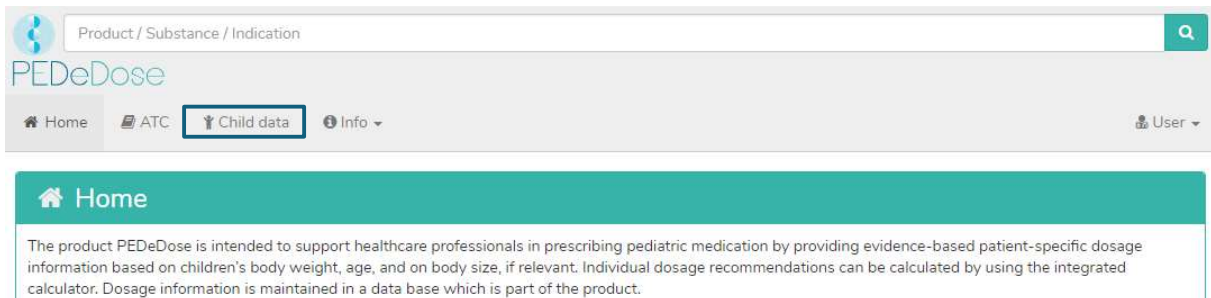 Product / Substance / Indication
PEDeDose
Home ATC Child data Info User
Home
The product PEDeDose is intended to support healthcare professionals in prescribing pediatric medication by providing evidence-based patient-specific dosage
information based on children's body weight, age, and on body size, if relevant. Individual dosage recommendations can be calculated by using the integrated
calculator. Dosage information is maintained in a data base which is part of the product.